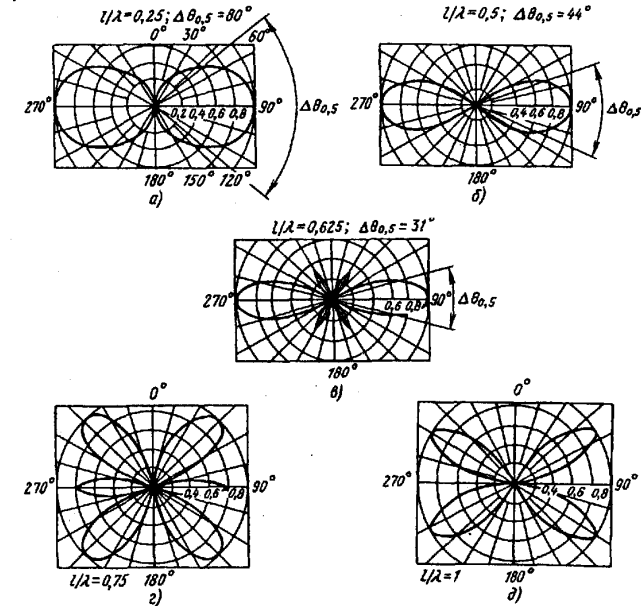 l/λ=0,25; Δθ0,5=80°
0° 30° 60°
270° 0,2 0,4 0,6 0,8 90° Δθ0,5
180° 150° 120°
а)
l/λ=0,5; Δθ0,5=44°
270° 0,4 0,6 0,8 90° Δθ0,5
180°
б)
l/λ=0,625; Δθ0,5=31°
270° 0,6 0,8 90° Δθ0,5
180°
в)
0°
270° 0,4 0,6 0,8 90°
l/λ=0,75 180°
г)
0°
270° 0,4 0,6 0,8 90°
l/λ=1 180°
д)